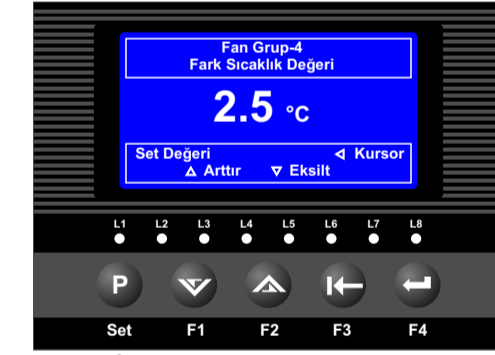 Fan Grup-4
Fark Sıcaklık Değeri
2.5 °C
Set Değeri ◁ Kursor
△ Arttır ▽ Eksilt
L1 L2 L3 L4 L5 L6 L7 L8
P
Set F1 F2 F3 F4